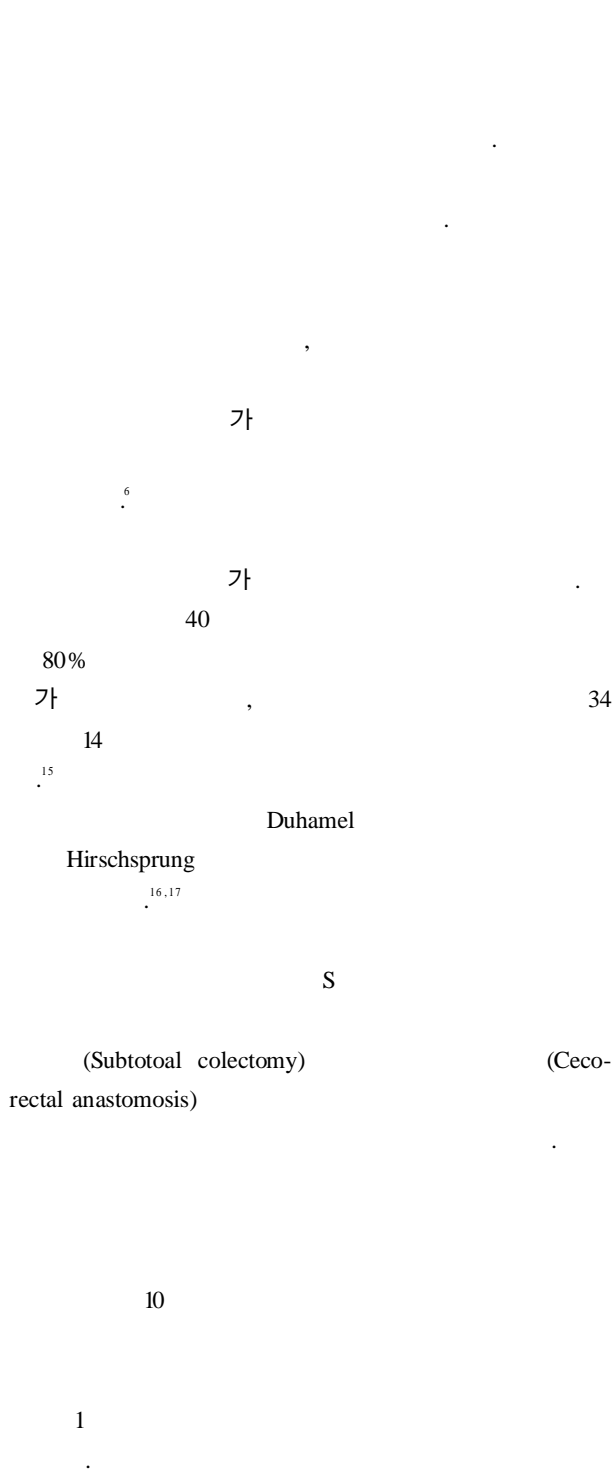 .
.
,
가
.6
가 .
40
80%
가 , 34
14
.15
Duhamel
Hirschsprung
.16,17
S
(Subtotoal colectomy) (Ceco-
rectal anastomosis)
.
10
1
.